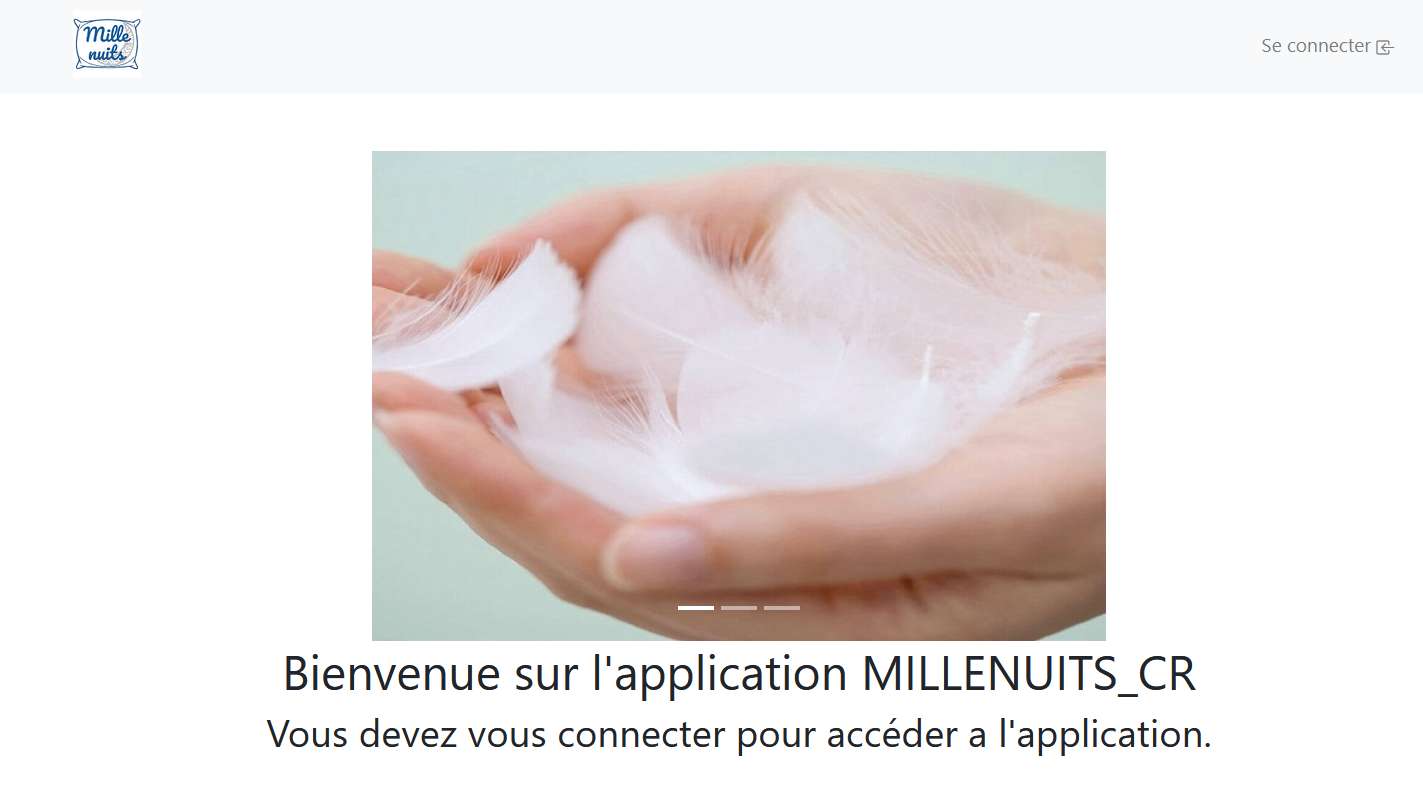 Mille
nuits
Se connecter
Bienvenue sur l'application MILLENUITS_CR
Vous devez vous connecter pour accéder a l'application.